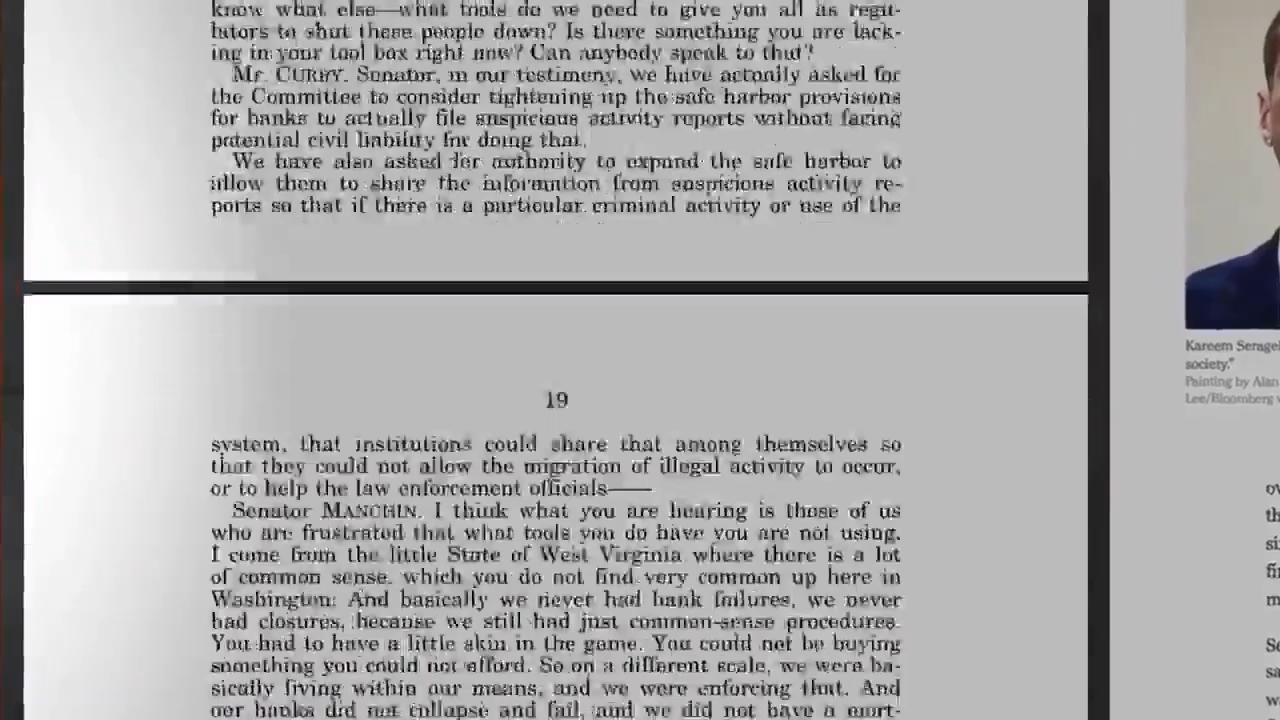 know what else—what tools do we need to give you all as regu-
lators to shut these people down? Is there something you are lack-
ing in your tool box right now? Can anybody speak to that?
Mr. CURRY. Senator, in our testimony, we have actually asked for
the Committee to consider tightening up the safe harbor provisions
for banks to actually file suspicious activity reports without facing
potential civil liability for doing that.
We have also asked for authority to expand the safe harbor to
allow them to share the information from suspicious activity re-
ports so that if there is a particular criminal activity or use of the
19
system, that institutions could share that among themselves so
that they could not allow the migration of illegal activity to occur,
or to help the law enforcement officials——
Senator MANCHIN. I think what you are hearing is those of us
who are frustrated that what tools you do have you are not using.
I come from the little State of West Virginia where there is a lot
of common sense, which you do not find very common up here in
Washington. And basically we never had bank failures, we never
had closures, because we still had just common-sense procedures.
You had to have a little skin in the game. You could not be buying
something you could not afford. So on a different scale, we were ba-
sically living within our means, and we were enforcing that. And
our banks did not collapse and fail, and we did not have a mort-
Kareem Seragel
society."
Painting by Alan
Lee/Bloomberg v
ov
th
si
fi
m
Se
sa
w